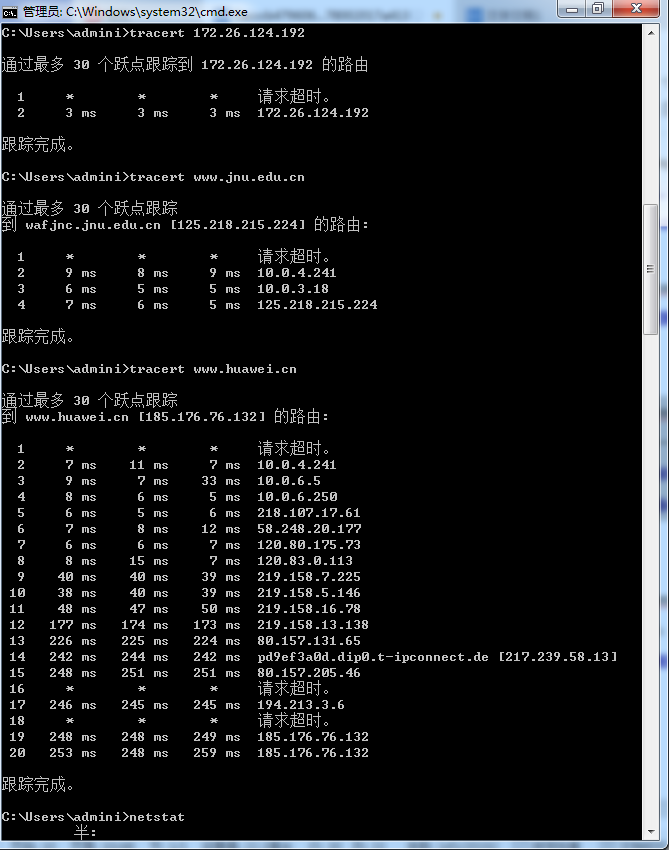 管理员: C:\Windows\system32\cmd.exe
C:\Users\admini>tracert 172.26.124.192
通过最多 30 个跃点跟踪到 172.26.124.192 的路由
1 * * * 请求超时。
2 3 ms 3 ms 3 ms 172.26.124.192
跟踪完成。
C:\Users\admini>tracert www.jnu.edu.cn
通过最多 30 个跃点跟踪
到 wafjnc.jnu.edu.cn [125.218.215.224] 的路由:
1 * * * 请求超时。
2 9 ms 8 ms 9 ms 10.0.4.241
3 6 ms 5 ms 5 ms 10.0.3.18
4 7 ms 6 ms 5 ms 125.218.215.224
跟踪完成。
C:\Users\admini>tracert www.huawei.cn
通过最多 30 个跃点跟踪
到 www.huawei.cn [185.176.76.132] 的路由:
1 * * * 请求超时。
2 7 ms 11 ms 7 ms 10.0.4.241
3 9 ms 7 ms 33 ms 10.0.6.5
4 8 ms 6 ms 5 ms 10.0.6.250
5 6 ms 5 ms 6 ms 218.107.17.61
6 7 ms 8 ms 12 ms 58.248.20.177
7 6 ms 6 ms 7 ms 120.80.175.73
8 8 ms 15 ms 7 ms 120.83.0.113
9 40 ms 40 ms 39 ms 219.158.7.225
10 38 ms 40 ms 39 ms 219.158.5.146
11 48 ms 47 ms 50 ms 219.158.16.78
12 177 ms 174 ms 173 ms 219.158.13.138
13 226 ms 225 ms 224 ms 80.157.131.65
14 242 ms 244 ms 242 ms pd9ef3a0d.dip0.t-ipconnect.de [217.239.58.13]
15 248 ms 251 ms 251 ms 80.157.205.46
16 * * * 请求超时。
17 246 ms 245 ms 245 ms 194.213.3.6
18 * * * 请求超时。
19 248 ms 248 ms 249 ms 185.176.76.132
20 253 ms 248 ms 259 ms 185.176.76.132
跟踪完成。
C:\Users\admini>netstat
半: